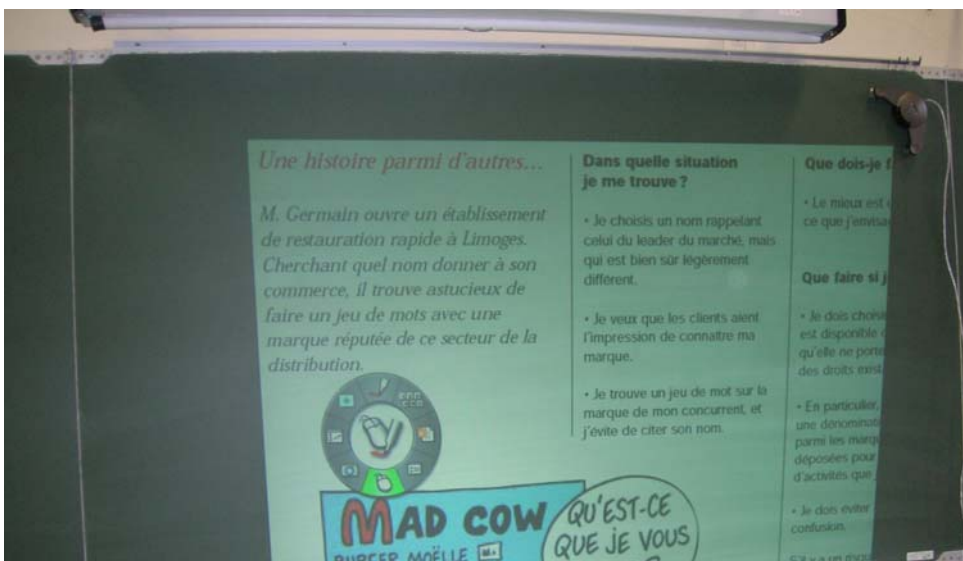 Une histoire parmi d'autres...
M. Germain ouvre un établissement
de restauration rapide à Limoges.
Cherchant quel nom donner à son
commerce, il trouve astucieux de
faire un jeu de mots avec une
marque réputée de ce secteur de la
distribution.
MAD COW
BURGER MOËLLE
QU'EST-CE
QUE JE VOUS
Dans quelle situation
je me trouve ?
• Je choisis un nom rappelant
celui du leader du marché, mais
qui est bien sûr légèrement
différent.
• Je veux que les clients aient
l'impression de connaître ma
marque.
• Je trouve un jeu de mot sur la
marque de mon concurrent, et
j'évite de citer son nom.
Que dois-je f
• Le mieux est
ce que j'envisa
Que faire si j
• Je dois chois
est disponible
qu'elle ne porte
des droits exist
• En particulier,
une dénominati
parmi les marqu
déposées pour
d'activités que
• Je dois éviter
confusion.